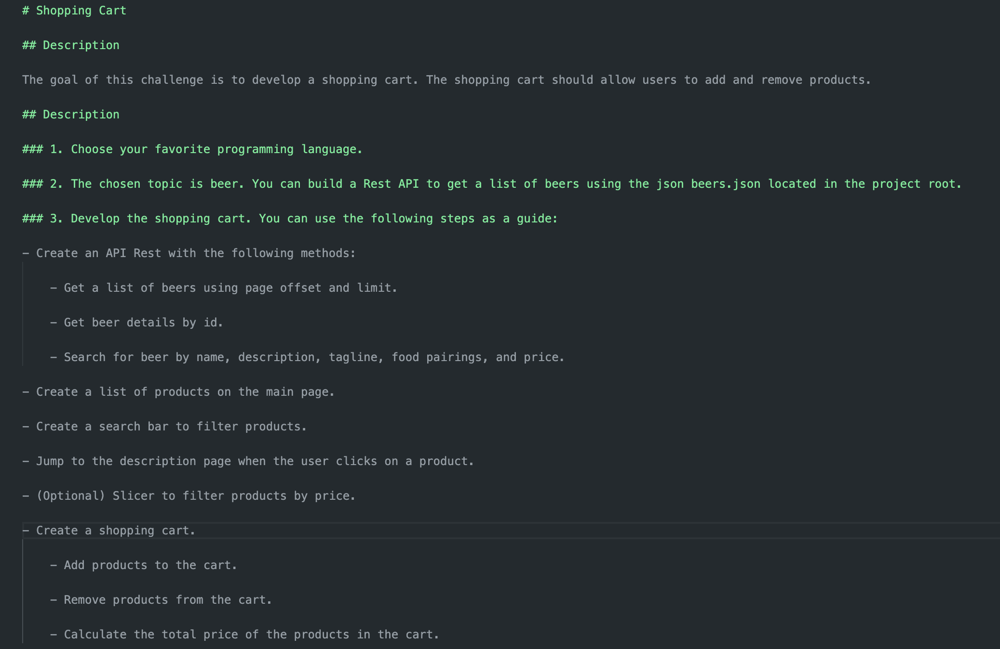 # Shopping Cart
## Description
The goal of this challenge is to develop a shopping cart. The shopping cart should allow users to add and remove products.
## Description
### 1. Choose your favorite programming language.
### 2. The chosen topic is beer. You can build a Rest API to get a list of beers using the json beers.json located in the project root.
### 3. Develop the shopping cart. You can use the following steps as a guide:
- Create an API Rest with the following methods:
- Get a list of beers using page offset and limit.
- Get beer details by id.
- Search for beer by name, description, tagline, food pairings, and price.
- Create a list of products on the main page.
- Create a search bar to filter products.
- Jump to the description page when the user clicks on a product.
- (Optional) Slicer to filter products by price.
- Create a shopping cart.
- Add products to the cart.
- Remove products from the cart.
- Calculate the total price of the products in the cart.